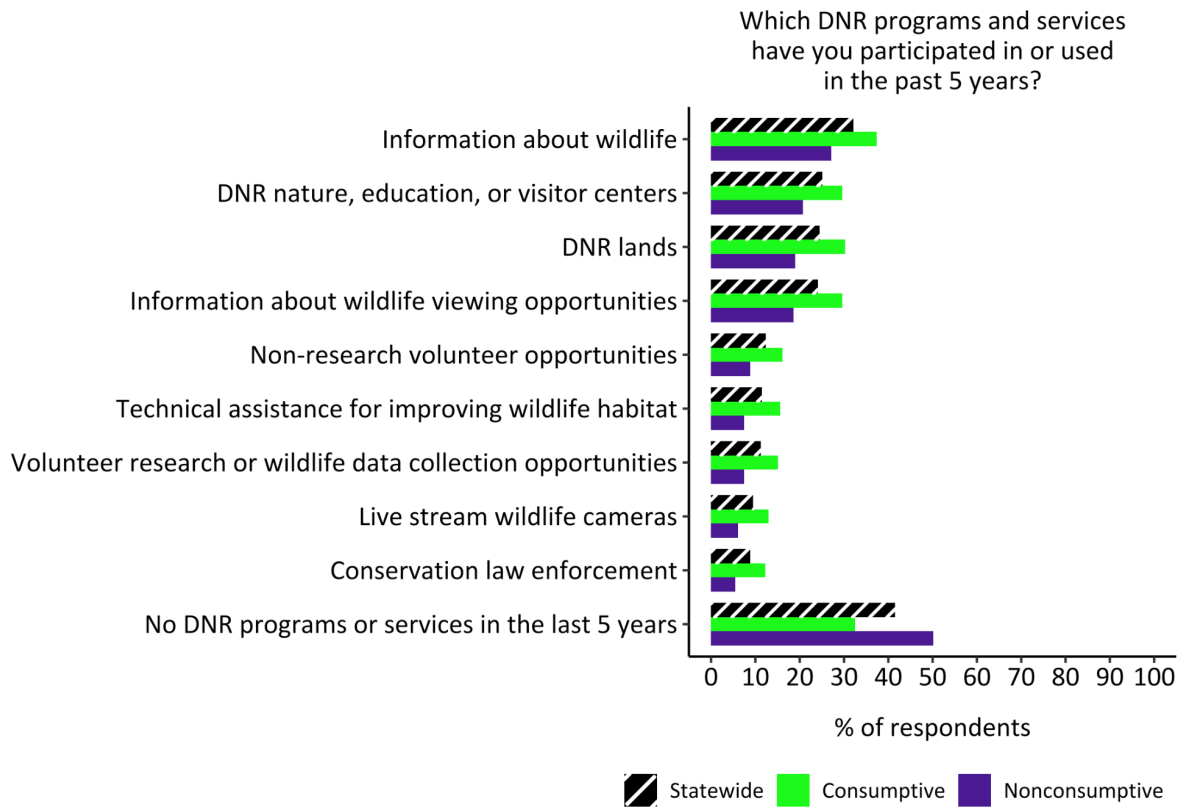 Which DNR programs and services
have you participated in or used
in the past 5 years?
Information about wildlife
DNR nature, education, or visitor centers
DNR lands
Information about wildlife viewing opportunities
Non-research volunteer opportunities
Technical assistance for improving wildlife habitat
Volunteer research or wildlife data collection opportunities
Live stream wildlife cameras
Conservation law enforcement
No DNR programs or services in the last 5 years
0 10 20 30 40 50 60 70 80 90 100
% of respondents
Statewide Consumptive Nonconsumptive